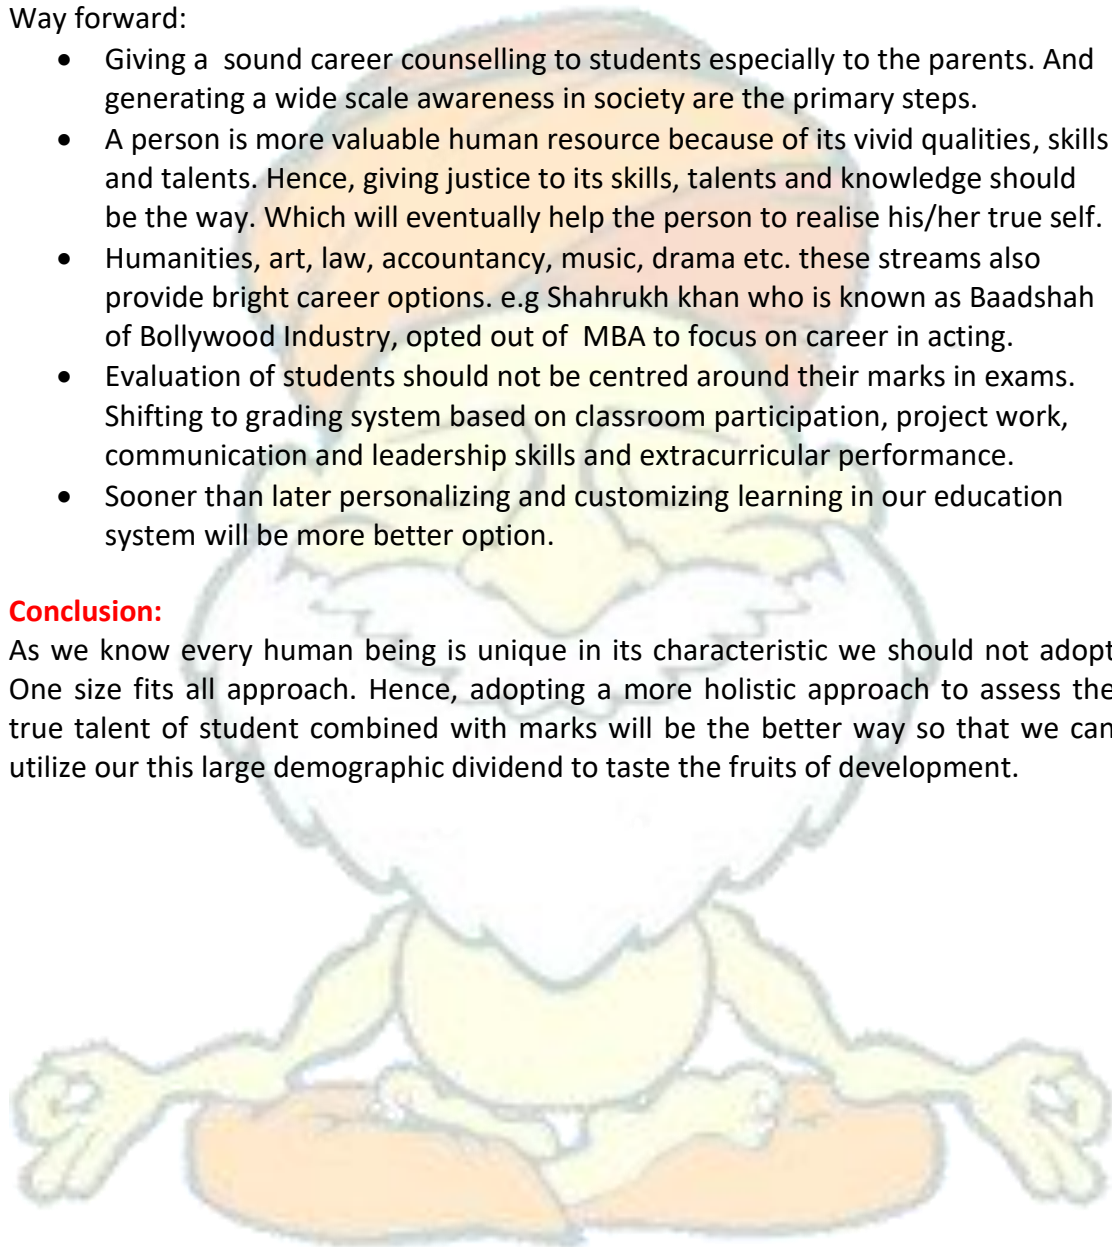 Way forward:
• Giving a  sound career counselling to students especially to the parents. And
generating a wide scale awareness in society are the primary steps.
• A person is more valuable human resource because of its vivid qualities, skills
and talents. Hence, giving justice to its skills, talents and knowledge should
be the way. Which will eventually help the person to realise his/her true self.
• Humanities, art, law, accountancy, music, drama etc. these streams also
provide bright career options. e.g Shahrukh khan who is known as Baadshah
of Bollywood Industry, opted out of  MBA to focus on career in acting.
• Evaluation of students should not be centred around their marks in exams.
Shifting to grading system based on classroom participation, project work,
communication and leadership skills and extracurricular performance.
• Sooner than later personalizing and customizing learning in our education
system will be more better option.
Conclusion:
As we know every human being is unique in its characteristic we should not adopt
One size fits all approach. Hence, adopting a more holistic approach to assess the
true talent of student combined with marks will be the better way so that we can
utilize our this large demographic dividend to taste the fruits of development.